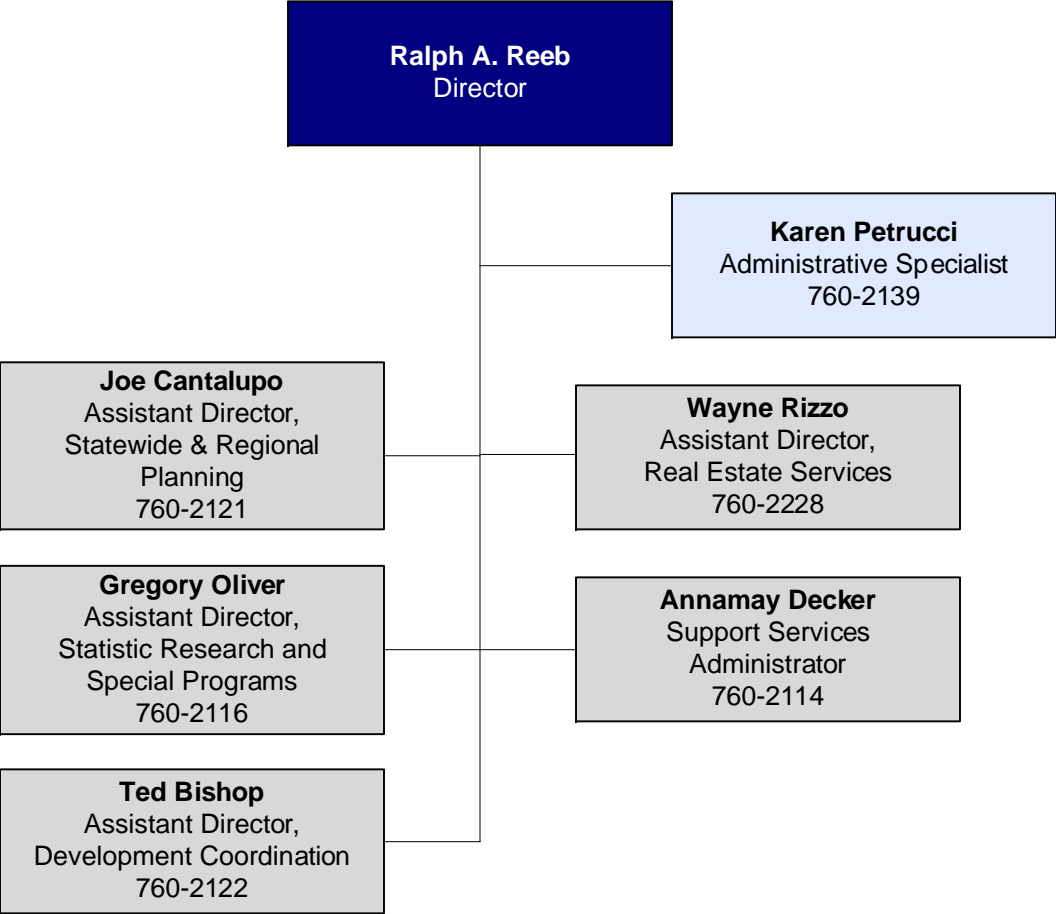 Ralph A. Reeb
Director
Karen Petrucci
Administrative Specialist
760-2139
Joe Cantalupo
Assistant Director,
Statewide & Regional
Planning
760-2121
Wayne Rizzo
Assistant Director,
Real Estate Services
760-2228
Gregory Oliver
Assistant Director,
Statistic Research and
Special Programs
760-2116
Annamay Decker
Support Services
Administrator
760-2114
Ted Bishop
Assistant Director,
Development Coordination
760-2122